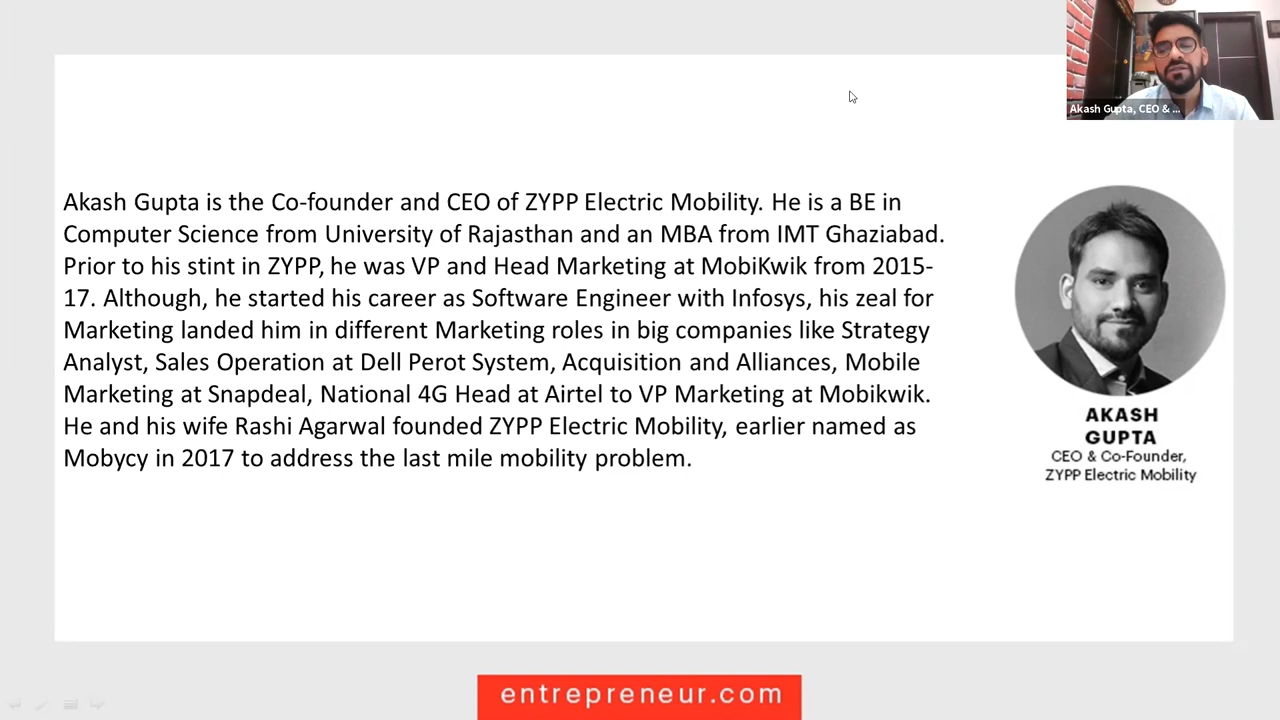 Akash Gupta, CEO & ...
Akash Gupta is the Co-founder and CEO of ZYPP Electric Mobility. He is a BE in
Computer Science from University of Rajasthan and an MBA from IMT Ghaziabad.
Prior to his stint in ZYPP, he was VP and Head Marketing at MobiKwik from 2015-
17. Although, he started his career as Software Engineer with Infosys, his zeal for
Marketing landed him in different Marketing roles in big companies like Strategy
Analyst, Sales Operation at Dell Perot System, Acquisition and Alliances, Mobile
Marketing at Snapdeal, National 4G Head at Airtel to VP Marketing at Mobikwik.
He and his wife Rashi Agarwal founded ZYPP Electric Mobility, earlier named as
Mobycy in 2017 to address the last mile mobility problem.
AKASH
GUPTA
CEO & Co-Founder,
ZYPP Electric Mobility
entrepreneur.com